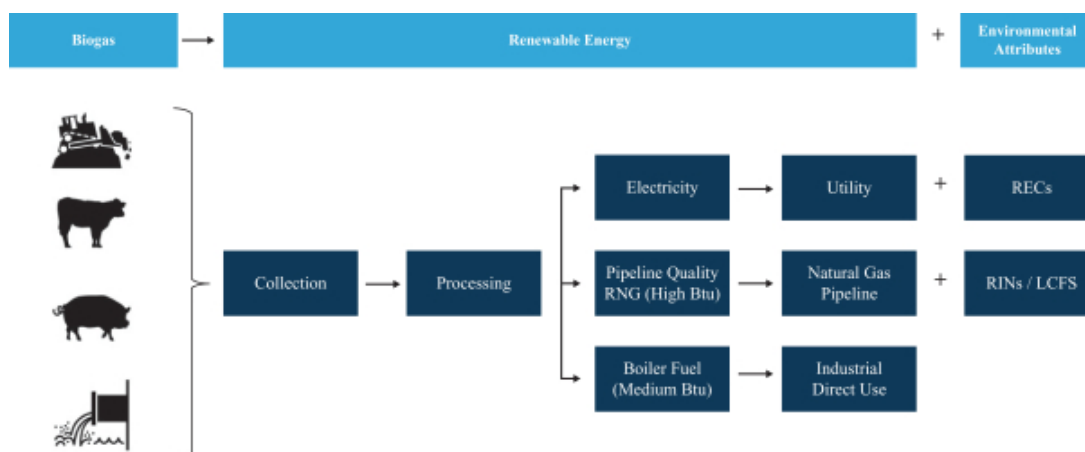 Biogas
Renewable Energy
+
Environmental
Attributes
Electricity
Utility
+
RECs
Collection
Processing
Pipeline Quality
RNG (High Btu)
Natural Gas
Pipeline
+
RINs / LCFS
Boiler Fuel
(Medium Btu)
Industrial
Direct Use